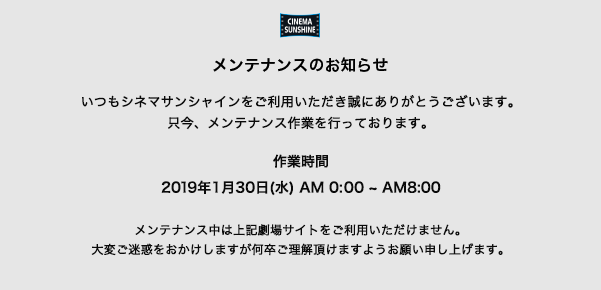 CINEMA
SUNSHINE
メンテナンスのお知らせ
いつもシネマサンシャインをご利用いただき誠にありがとうございます。
只今、メンテナンス作業を行っております。
作業時間
2019年1月30日(水) AM 0:00 ~ AM8:00
メンテナンス中は上記劇場サイトをご利用いただけません。
大変ご迷惑をおかけしますが何卒ご理解頂けますようお願い申し上げます。